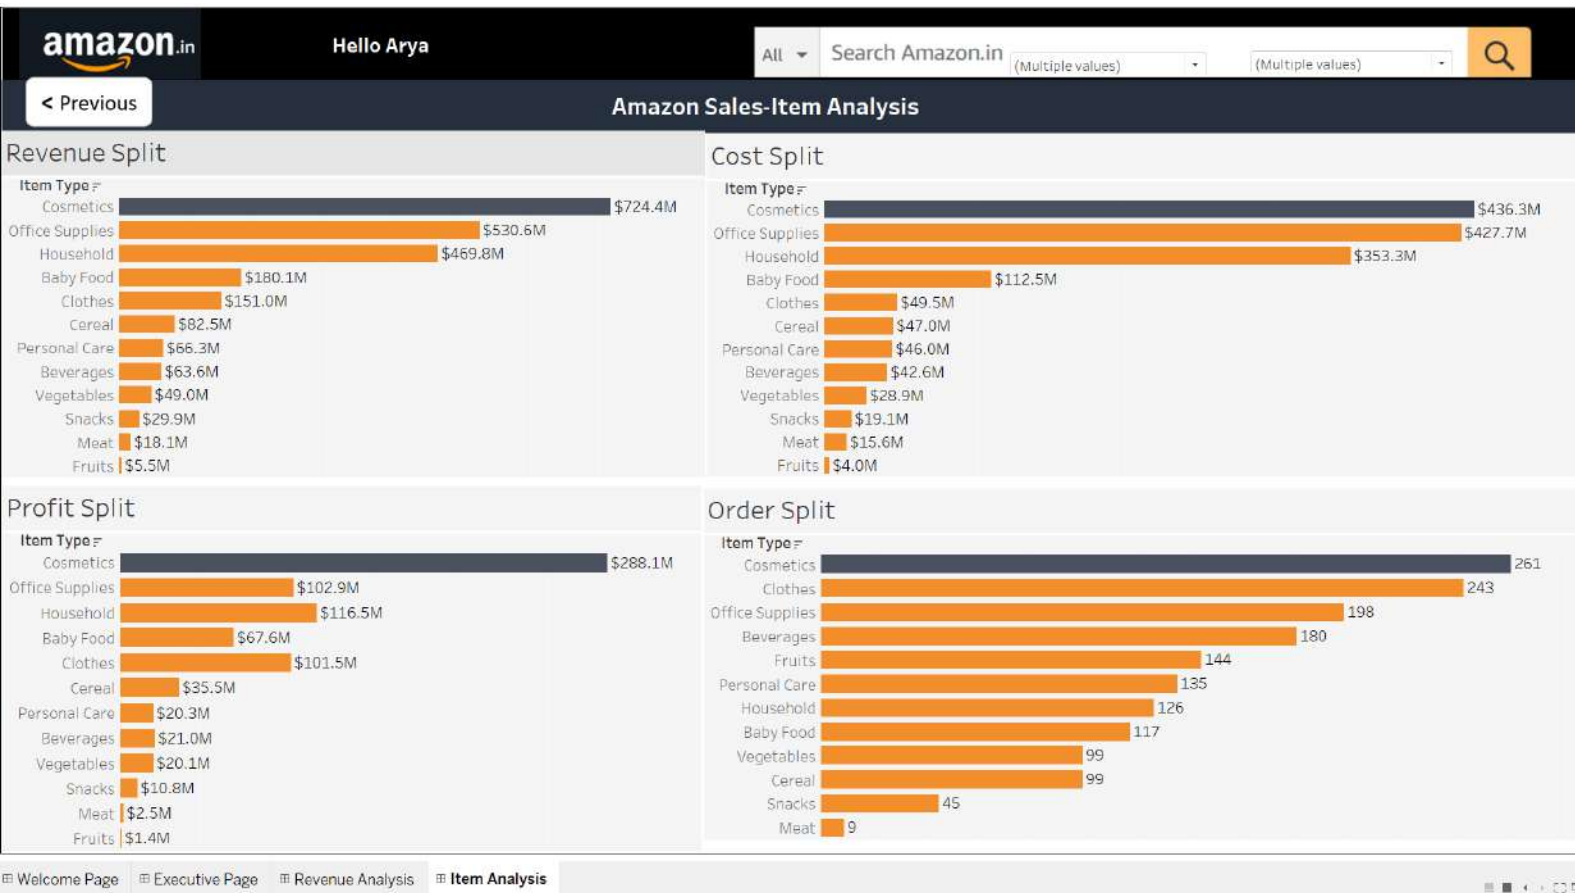 amazon.in
Hello Arya
All
Search Amazon.in
(Multiple values)
(Multiple values)
< Previous
Amazon Sales-Item Analysis
Revenue Split
Item Type
Cosmetics $724.4M
Office Supplies $530.6M
Household $469.8M
Baby Food $180.1M
Clothes $151.0M
Cereal $82.5M
Personal Care $66.3M
Beverages $63.6M
Vegetables $49.0M
Snacks $29.9M
Meat $18.1M
Fruits $5.5M
Cost Split
Item Type
Cosmetics $436.3M
Office Supplies $427.7M
Household $353.3M
Baby Food $112.5M
Clothes $49.5M
Cereal $47.0M
Personal Care $46.0M
Beverages $42.6M
Vegetables $28.9M
Snacks $19.1M
Meat $15.6M
Fruits $4.0M
Profit Split
Item Type
Cosmetics $288.1M
Office Supplies $102.9M
Household $116.5M
Baby Food $67.6M
Clothes $101.5M
Cereal $35.5M
Personal Care $20.3M
Beverages $21.0M
Vegetables $20.1M
Snacks $10.8M
Meat $2.5M
Fruits $1.4M
Order Split
Item Type
Cosmetics 261
Clothes 243
Office Supplies 198
Beverages 180
Fruits 144
Personal Care 135
Household 126
Baby Food 117
Vegetables 99
Cereal 99
Snacks 45
Meat 9
Welcome Page
Executive Page
Revenue Analysis
Item Analysis